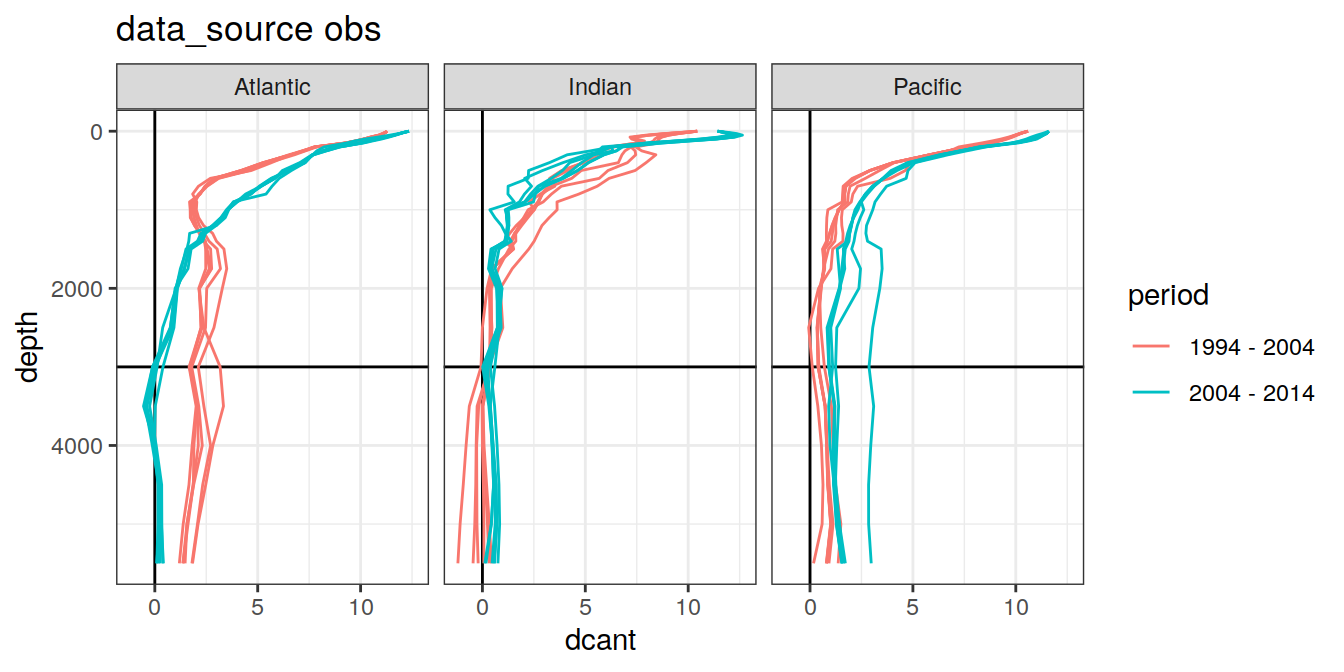 data_source obs
Atlantic Indian Pacific
0
2000
4000
depth
0 5 10 0 5 10 0 5 10
dcant
period
1994 - 2004
2004 - 2014